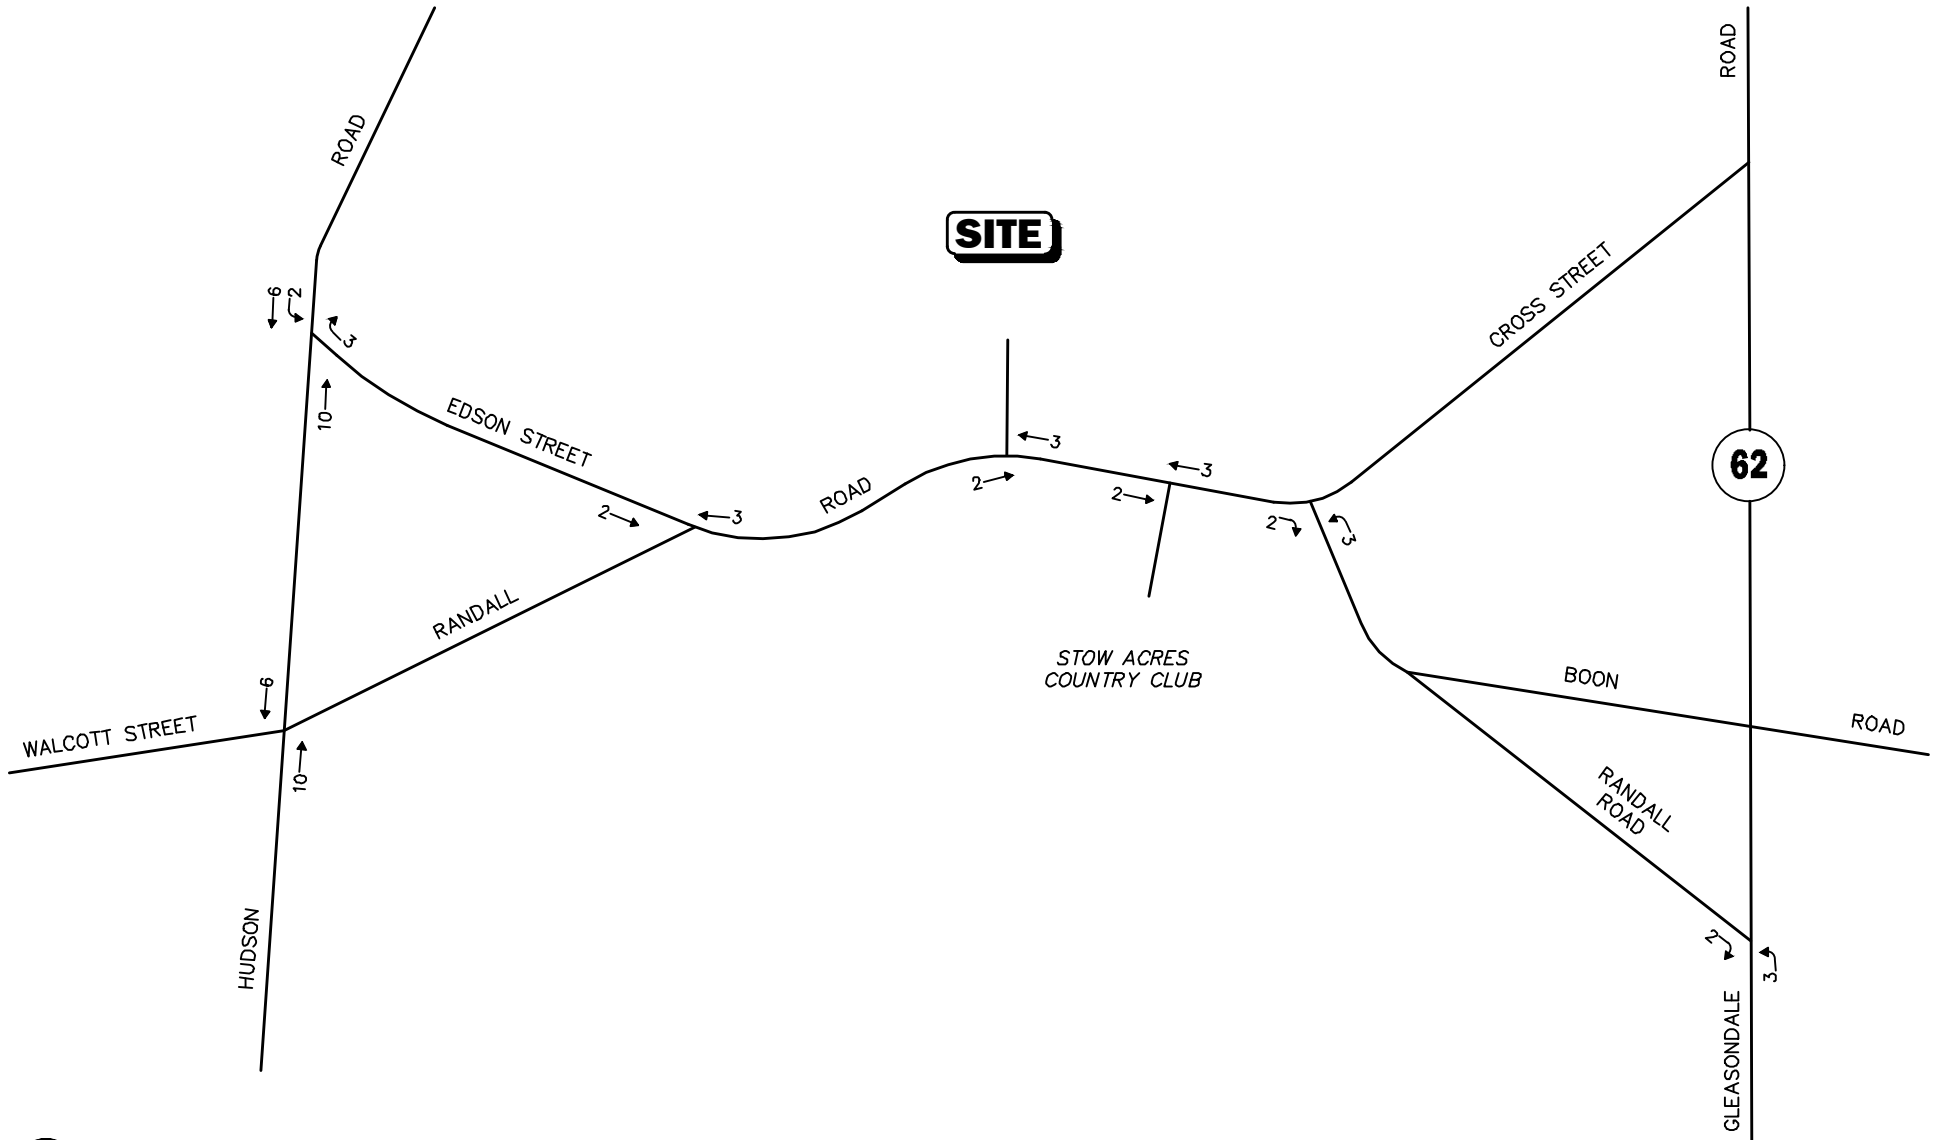 ROAD
ROAD
SITE
CROSS STREET
6
2
3
10
EDSON STREET
3
3
62
ROAD
2
2
2
3
2
3
RANDALL
STOW ACRES
COUNTRY CLUB
BOON
6
WALCOTT STREET
ROAD
10
RANDALL
ROAD
HUDSON
2
3
GLEASONDALE